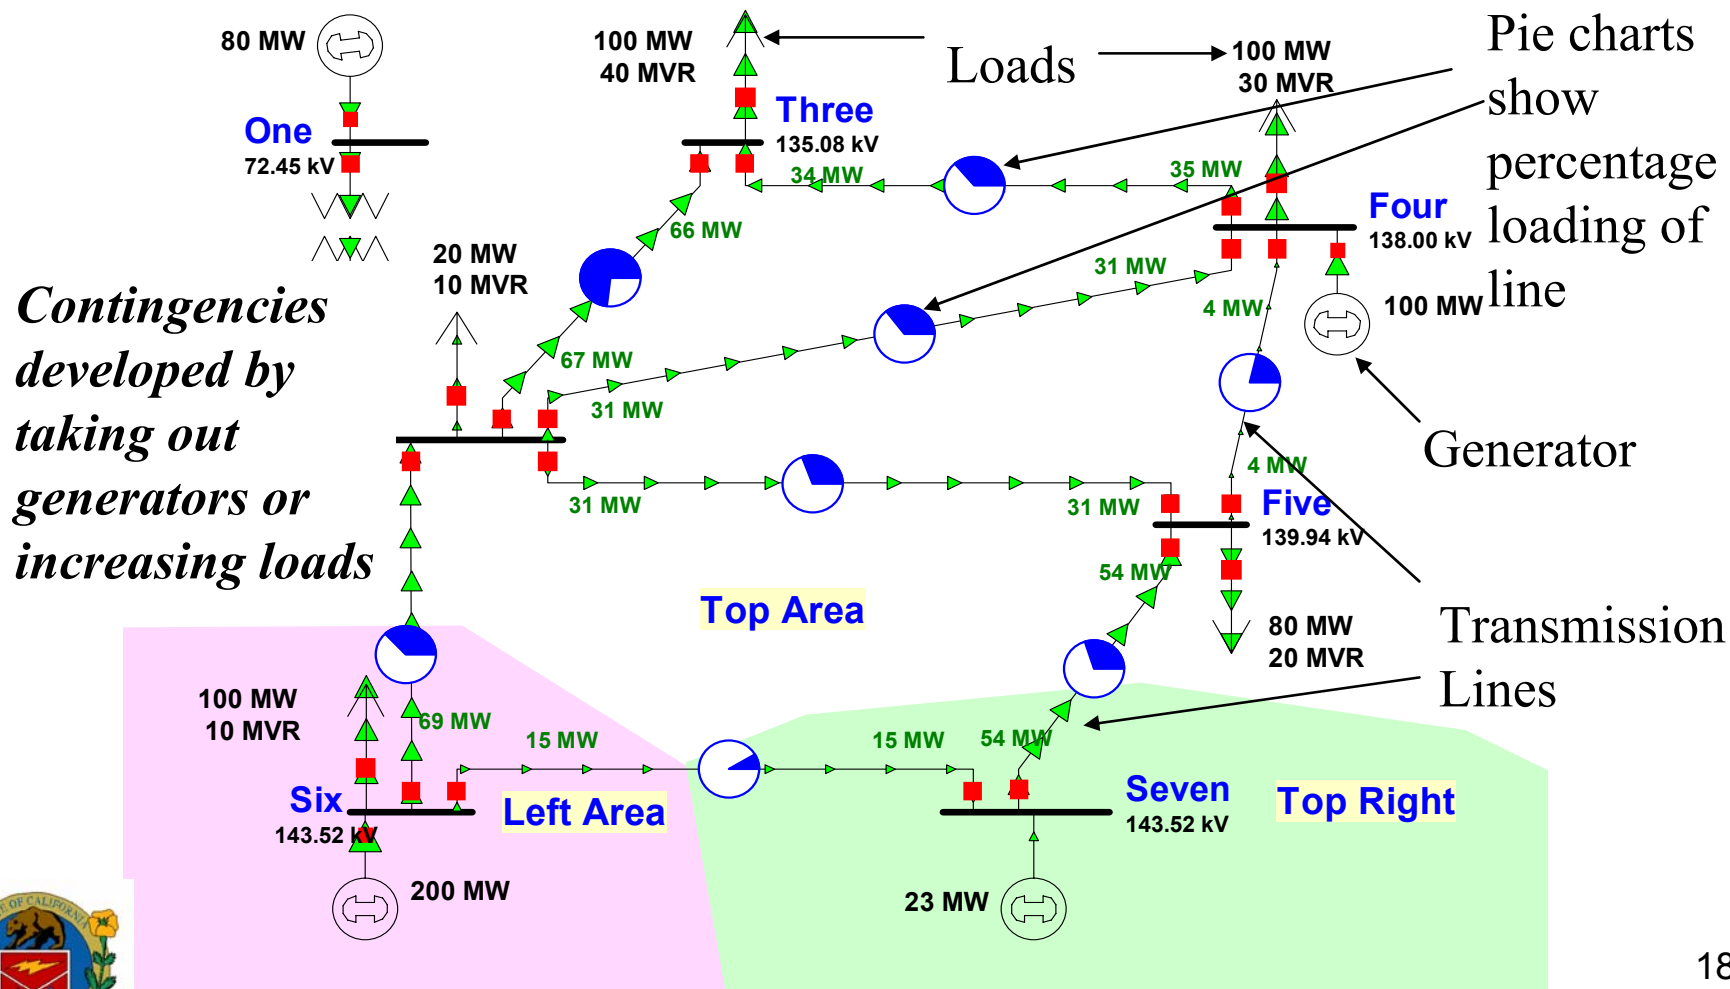 80 MW
One
72.45 kV
100 MW
40 MVR
Three
135.08 kV
Loads
100 MW
30 MVR
Pie charts
show
percentage
loading of
line
34 MW
35 MW
Four
138.00 kV
66 MW
20 MW
10 MVR
31 MW
4 MW
100 MW
Contingencies
developed by
taking out
generators or
increasing loads
67 MW
31 MW
Generator
4 MW
31 MW
31 MW
Five
139.94 kV
54 MW
Top Area
80 MW
20 MVR
Transmission
Lines
100 MW
10 MVR
69 MW
15 MW
15 MW
54 MW
Six
143.52 kV
Left Area
Seven
143.52 kV
Top Right
200 MW
23 MW
OF CALIFORNIA
18